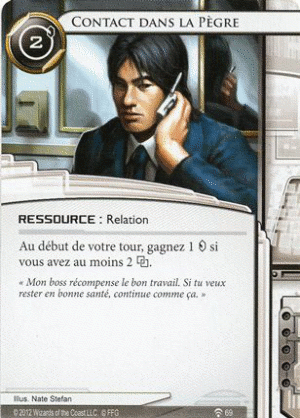 CONTACT DANS LA PÈGRE
2
RESSOURCE : Relation
Au début de votre tour, gagnez 1 si
vous avez au moins 2 .
« Mon boss récompense le bon travail. Si tu veux
rester en bonne santé, continue comme ça. »
Illus. Nate Stefan
© 2012 Wizards of the Coast LLC. © FFG 69